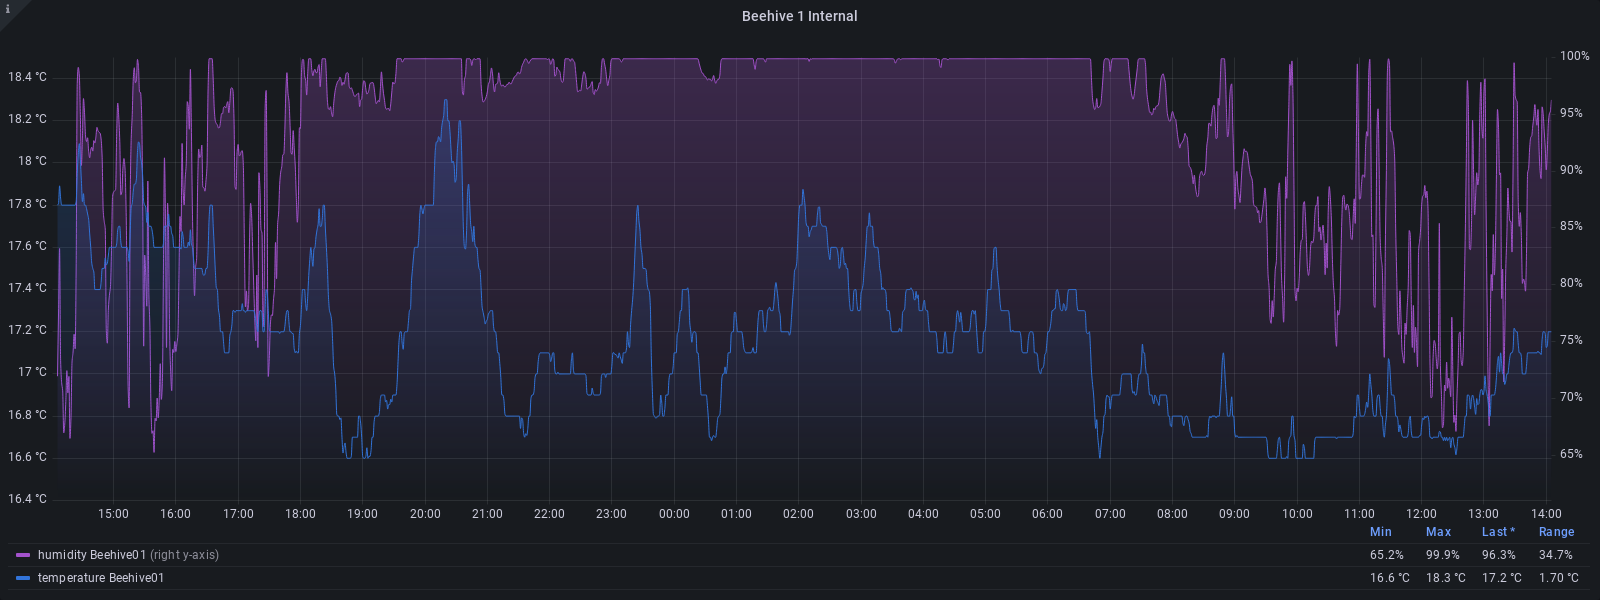 i
Beehive 1 Internal
18.4 °C
18.2 °C
18 °C
17.8 °C
17.6 °C
17.4 °C
17.2 °C
17 °C
16.8 °C
16.6 °C
16.4 °C
100%
95%
90%
85%
80%
75%
70%
65%
15:00 16:00 17:00 18:00 19:00 20:00 21:00 22:00 23:00 00:00 01:00 02:00 03:00 04:00 05:00 06:00 07:00 08:00 09:00 10:00 11:00 12:00 13:00 14:00
Min Max Last * Range
humidity Beehive01 (right y-axis) 65.2% 99.9% 96.3% 34.7%
temperature Beehive01 16.6 °C 18.3 °C 17.2 °C 1.70 °C